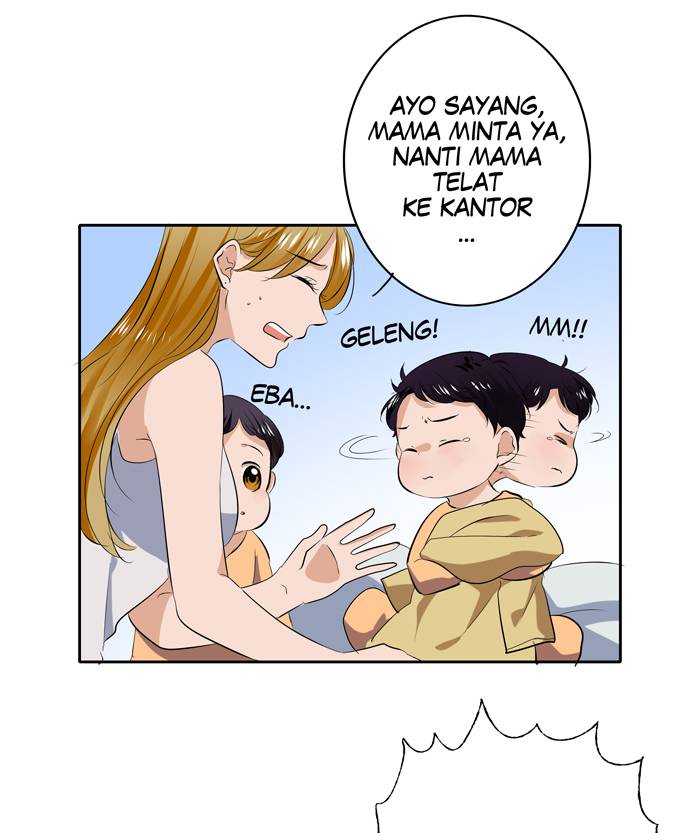 AYO SAYANG,
MAMA MINTA YA,
NANTI MAMA
TELAT
KE KANTOR
...
GELENG!
MM!!
EBA...